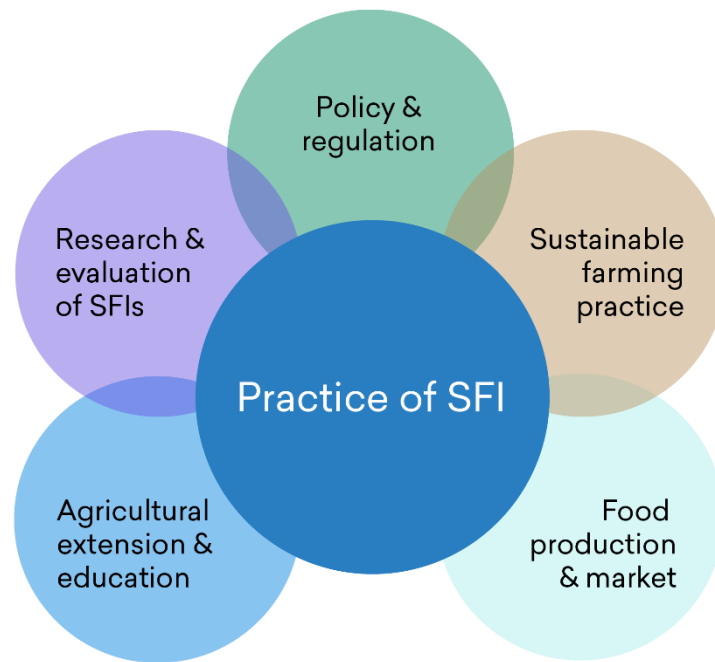 Policy &
regulation
Research &
evaluation
of SFIs
Sustainable
farming
practice
Practice of SFI
Agricultural
extension &
education
Food
production
& market